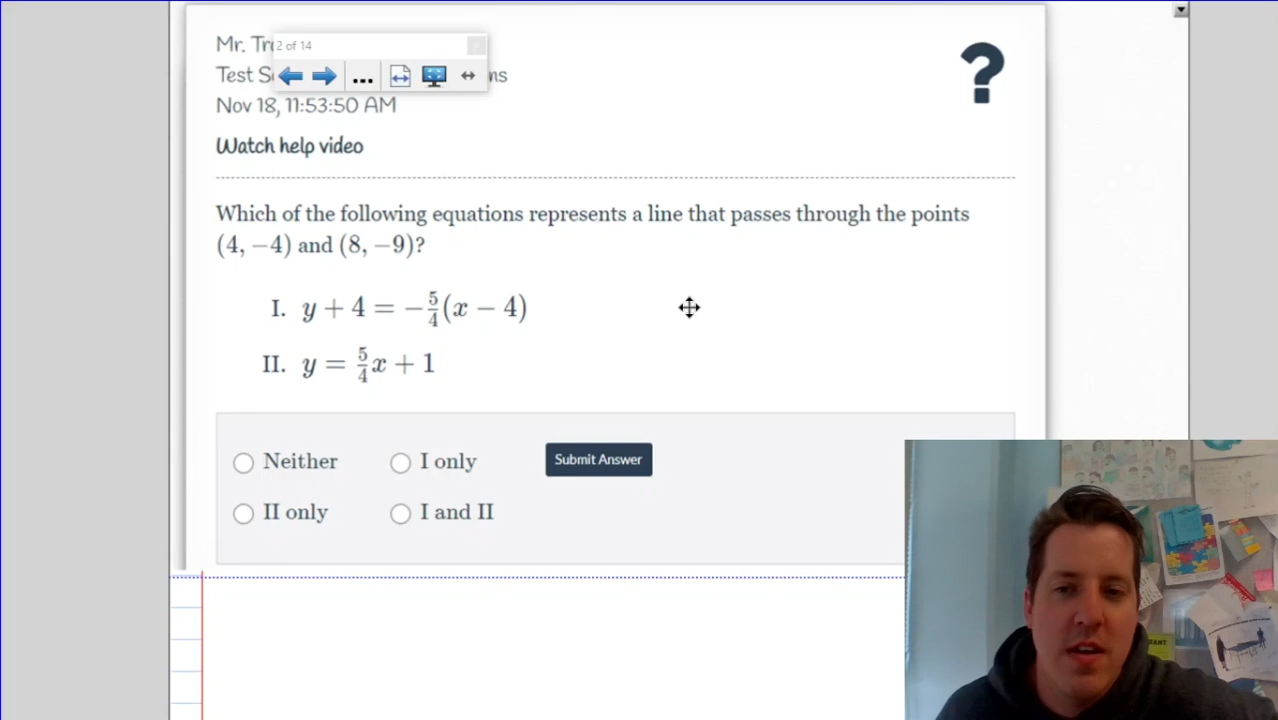 Mr. Tr
2 of 14
Test S
ns
Nov 18, 11:53:50 AM
?
Watch help video
Which of the following equations represents a line that passes through the points
(4, −4) and (8, −9)?
I. y + 4 = −5/4(x − 4)
II. y = 5/4x + 1
Neither
I only
Submit Answer
II only
I and II